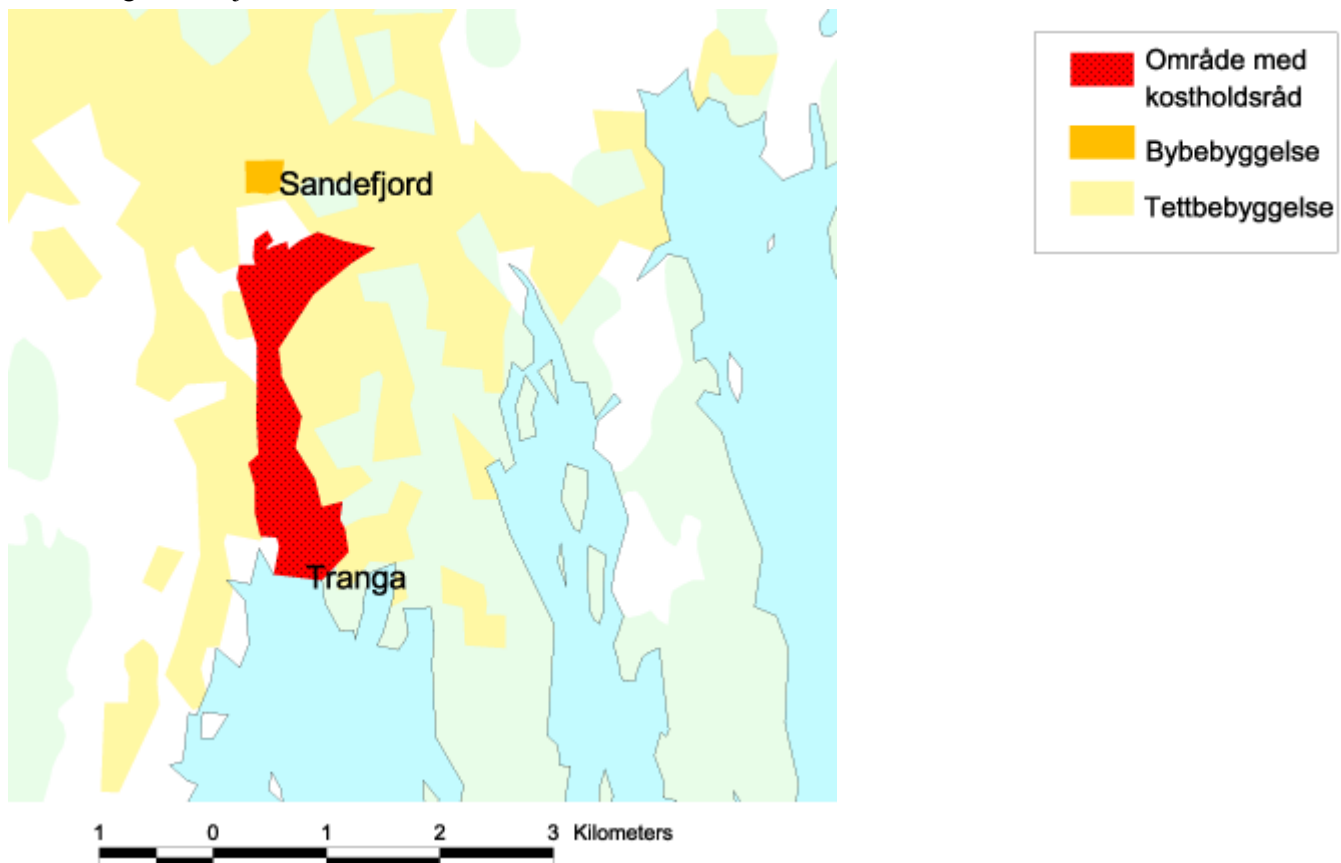 Område med
kostholdsråd
Bybebyggelse
Tettbebyggelse
Sandefjord
Tranga
1 0 1 2 3 Kilometers